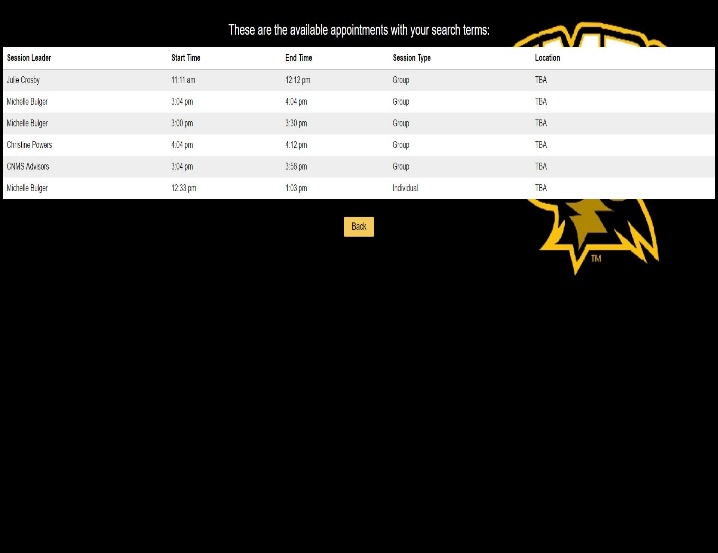 These are the available appointments with your search terms:
Session Leader Start Time End Time Session Type Location
Julie Crosby 11:11 am 12:12 pm Group TBA
Michelle Bulger 3:04 pm 4:04 pm Group TBA
Michelle Bulger 3:00 pm 3:30 pm Group TBA
Christine Powers 4:04 pm 4:12 pm Group TBA
CNMS Advisors 3:04 pm 3:58 pm Group TBA
Michelle Bulger 12:33 pm 1:03 pm Individual TBA
Back
TM